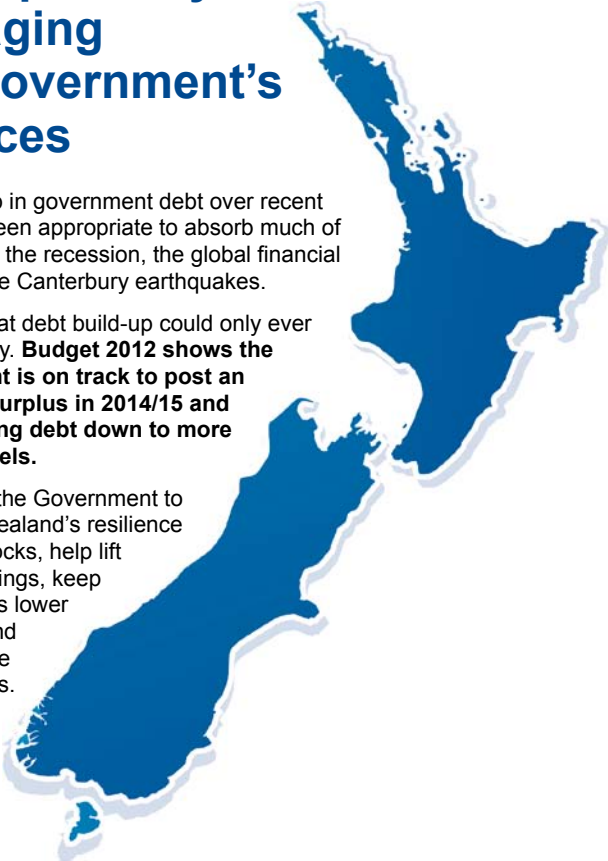 aging
overnment's
ces
in government debt over recent
een appropriate to absorb much of
the recession, the global financial
e Canterbury earthquakes.
at debt build-up could only ever
y. Budget 2012 shows the
t is on track to post an
urplus in 2014/15 and
ng debt down to more
els.
the Government to
ealand's resilience
ocks, help lift
ings, keep
s lower
nd
e
s.